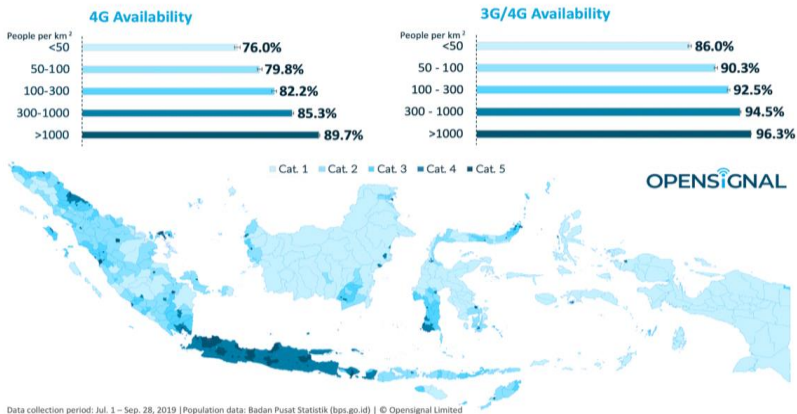 4G Availability
People per km²
<50 76.0%
50-100 79.8%
100-300 82.2%
300-1000 85.3%
>1000 89.7%
3G/4G Availability
People per km²
<50 86.0%
50 - 100 90.3%
100 - 300 92.5%
300 - 1000 94.5%
>1000 96.3%
Cat. 1 Cat. 2 Cat. 3 Cat. 4 Cat. 5
OPENSIGNAL
Data collection period: Jul. 1 – Sep. 28, 2019 |Population data: Badan Pusat Statistik (bps.go.id) | © Opensignal Limited